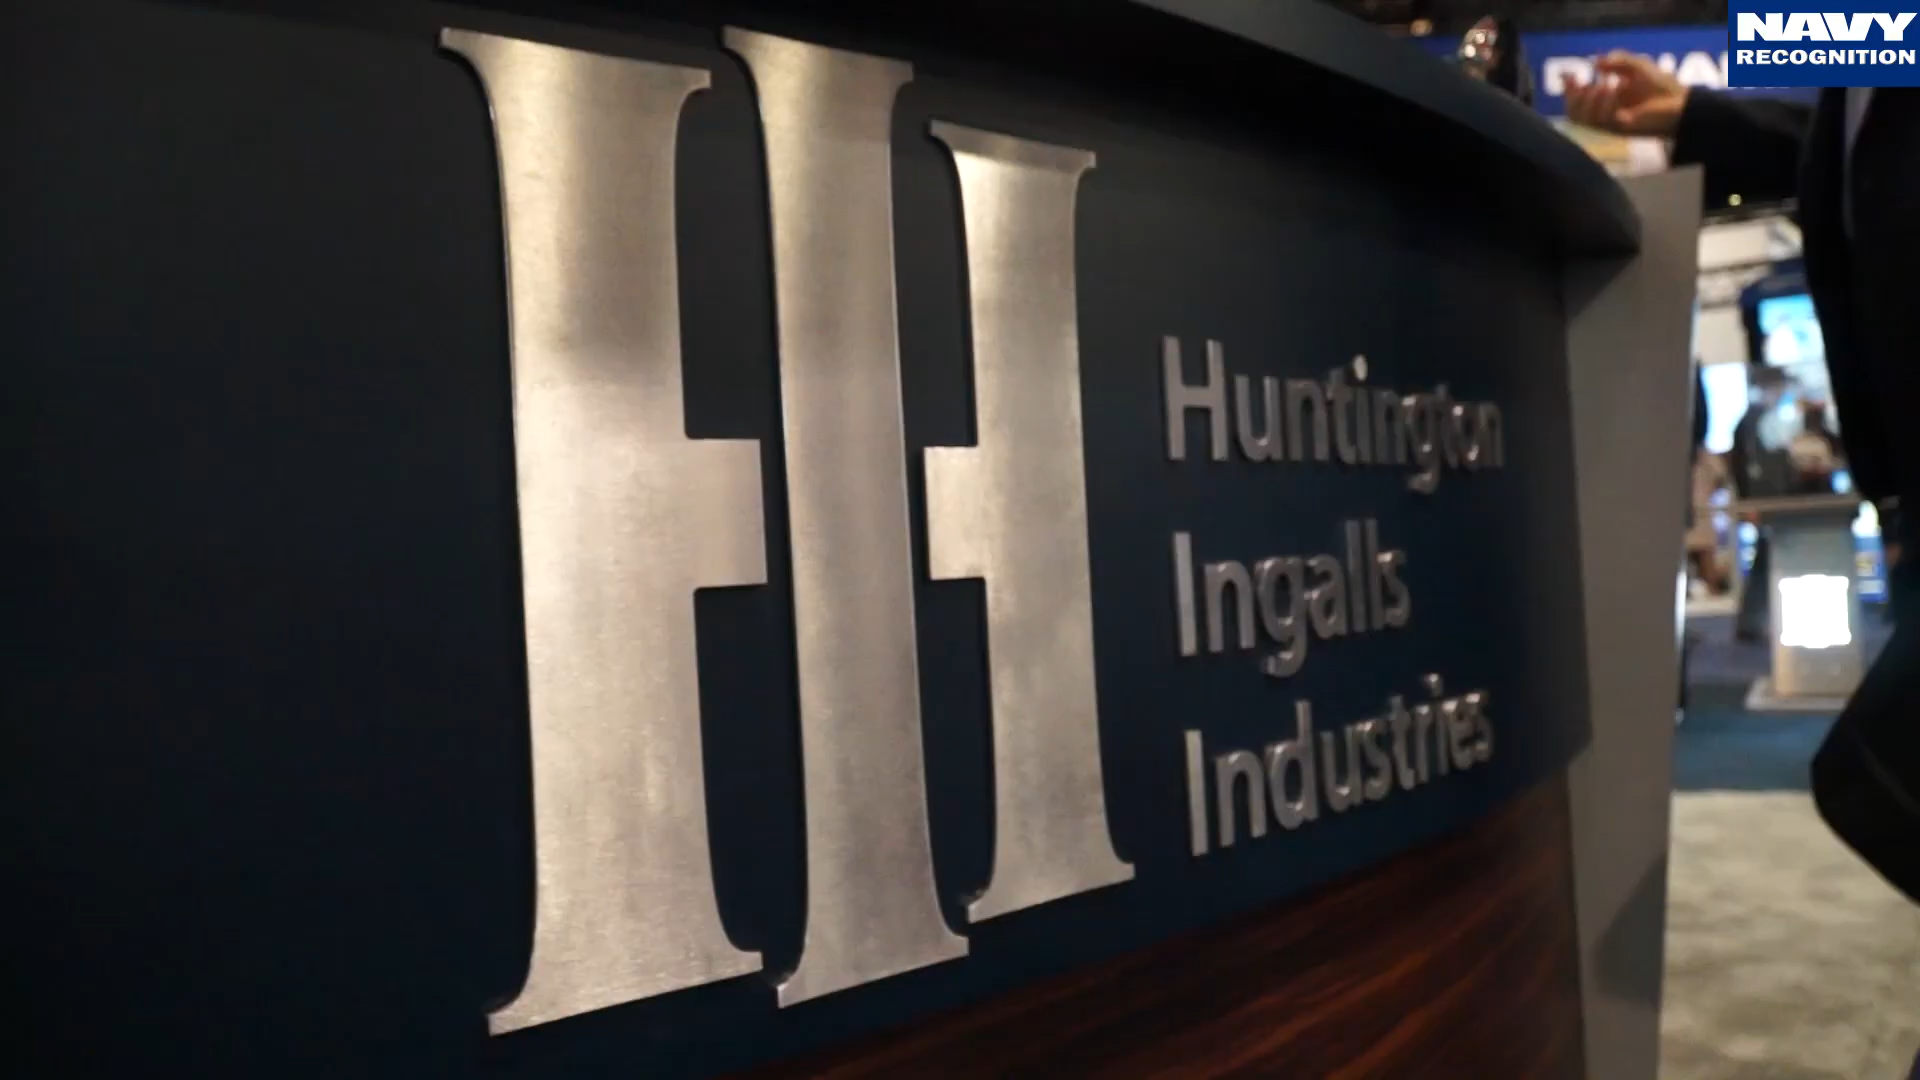 NAVY
RECOGNITION
HII
Huntington
Ingalls
Industries